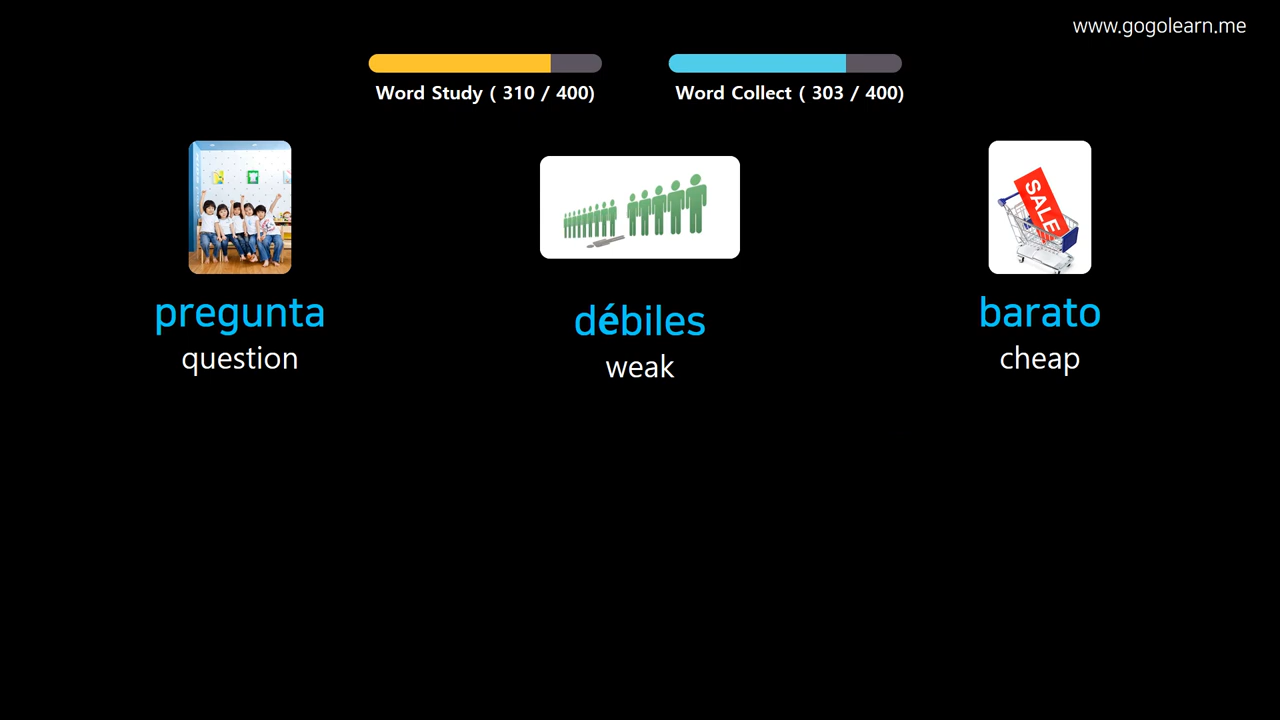 www.gogolearn.me
Word Study ( 310 / 400)
Word Collect ( 303 / 400)
SALE
pregunta
question
débiles
weak
barato
cheap